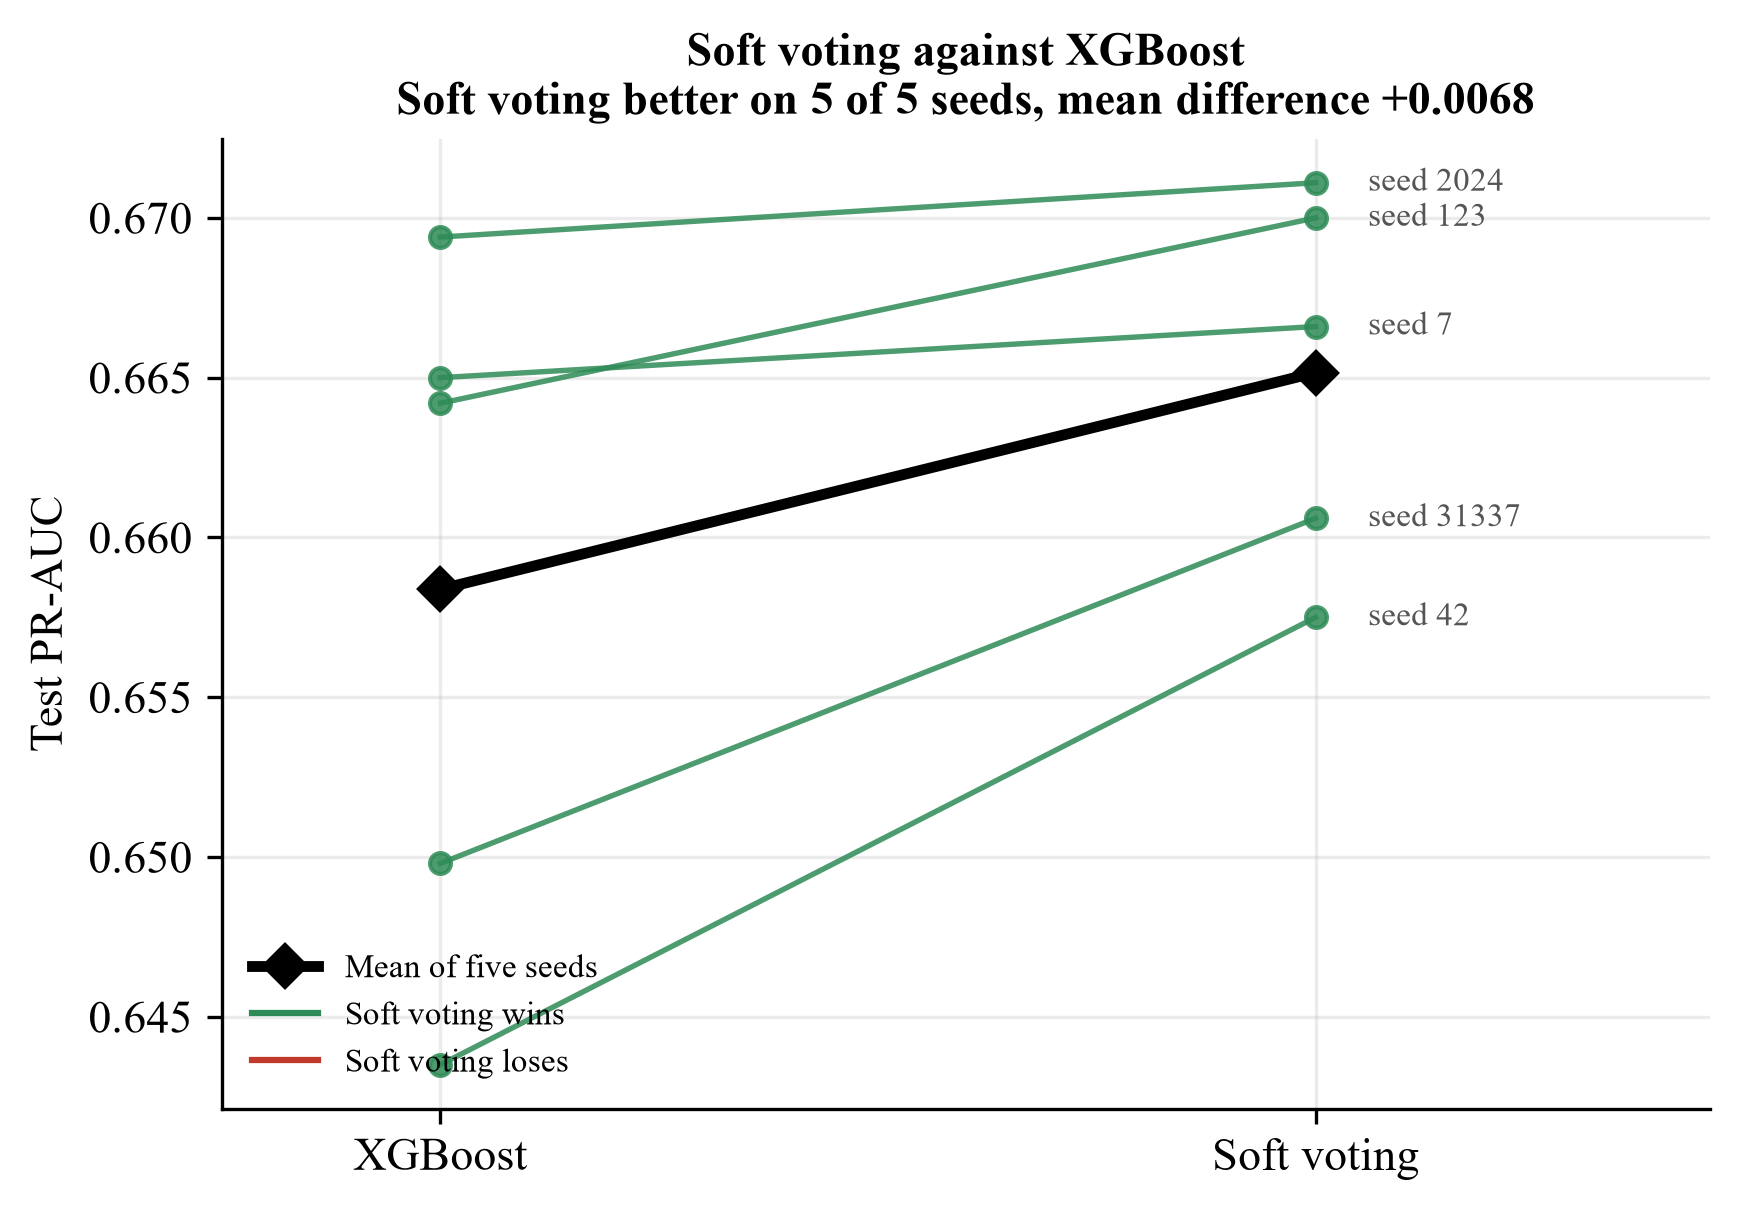 Soft voting against XGBoost
Soft voting better on 5 of 5 seeds, mean difference +0.0068
Test PR-AUC
0.670
0.665
0.660
0.655
0.650
0.645
seed 2024
seed 123
seed 7
seed 31337
seed 42
Mean of five seeds
Soft voting wins
Soft voting loses
XGBoost
Soft voting